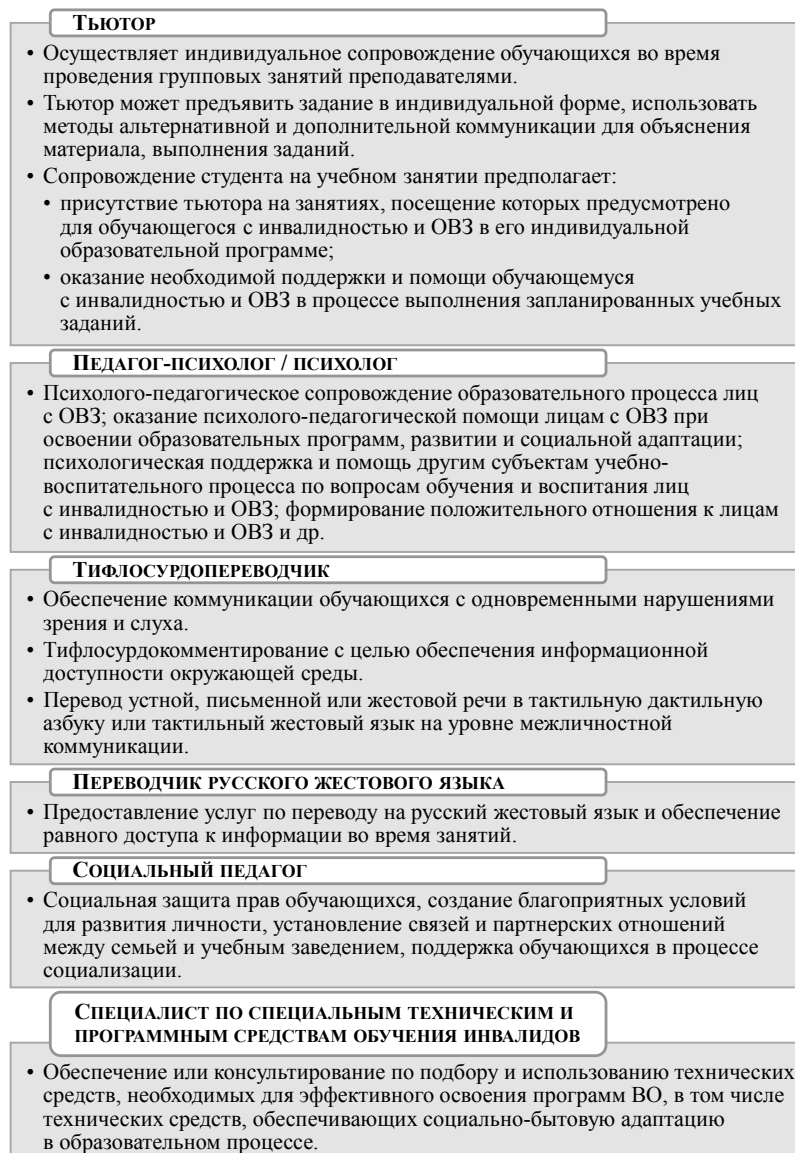 Тьютор
• Осуществляет индивидуальное сопровождение обучающихся во время
проведения групповых занятий преподавателями.
• Тьютор может предъявить задание в индивидуальной форме, использовать
методы альтернативной и дополнительной коммуникации для объяснения
материала, выполнения заданий.
• Сопровождение студента на учебном занятии предполагает:
• присутствие тьютора на занятиях, посещение которых предусмотрено
для обучающегося с инвалидностью и ОВЗ в его индивидуальной
образовательной программе;
• оказание необходимой поддержки и помощи обучающемуся
с инвалидностью и ОВЗ в процессе выполнения запланированных учебных
заданий.
Педагог-психолог / психолог
• Психолого-педагогическое сопровождение образовательного процесса лиц
с ОВЗ; оказание психолого-педагогической помощи лицам с ОВЗ при
освоении образовательных программ, развитии и социальной адаптации;
психологическая поддержка и помощь другим субъектам учебно-
воспитательного процесса по вопросам обучения и воспитания лиц
с инвалидностью и ОВЗ; формирование положительного отношения к лицам
с инвалидностью и ОВЗ и др.
Тифлосурдопереводчик
• Обеспечение коммуникации обучающихся с одновременными нарушениями
зрения и слуха.
• Тифлосурдокомментирование с целью обеспечения информационной
доступности окружающей среды.
• Перевод устной, письменной или жестовой речи в тактильную дактильную
азбуку или тактильный жестовый язык на уровне межличностной
коммуникации.
Переводчик русского жестового языка
• Предоставление услуг по переводу на русский жестовый язык и обеспечение
равного доступа к информации во время занятий.
Социальный педагог
• Социальная защита прав обучающихся, создание благоприятных условий
для развития личности, установление связей и партнерских отношений
между семьей и учебным заведением, поддержка обучающихся в процессе
социализации.
Специалист по специальным техническим и
программным средствам обучения инвалидов
• Обеспечение или консультирование по подбору и использованию технических
средств, необходимых для эффективного освоения программ ВО, в том числе
технических средств, обеспечивающих социально-бытовую адаптацию
в образовательном процессе.